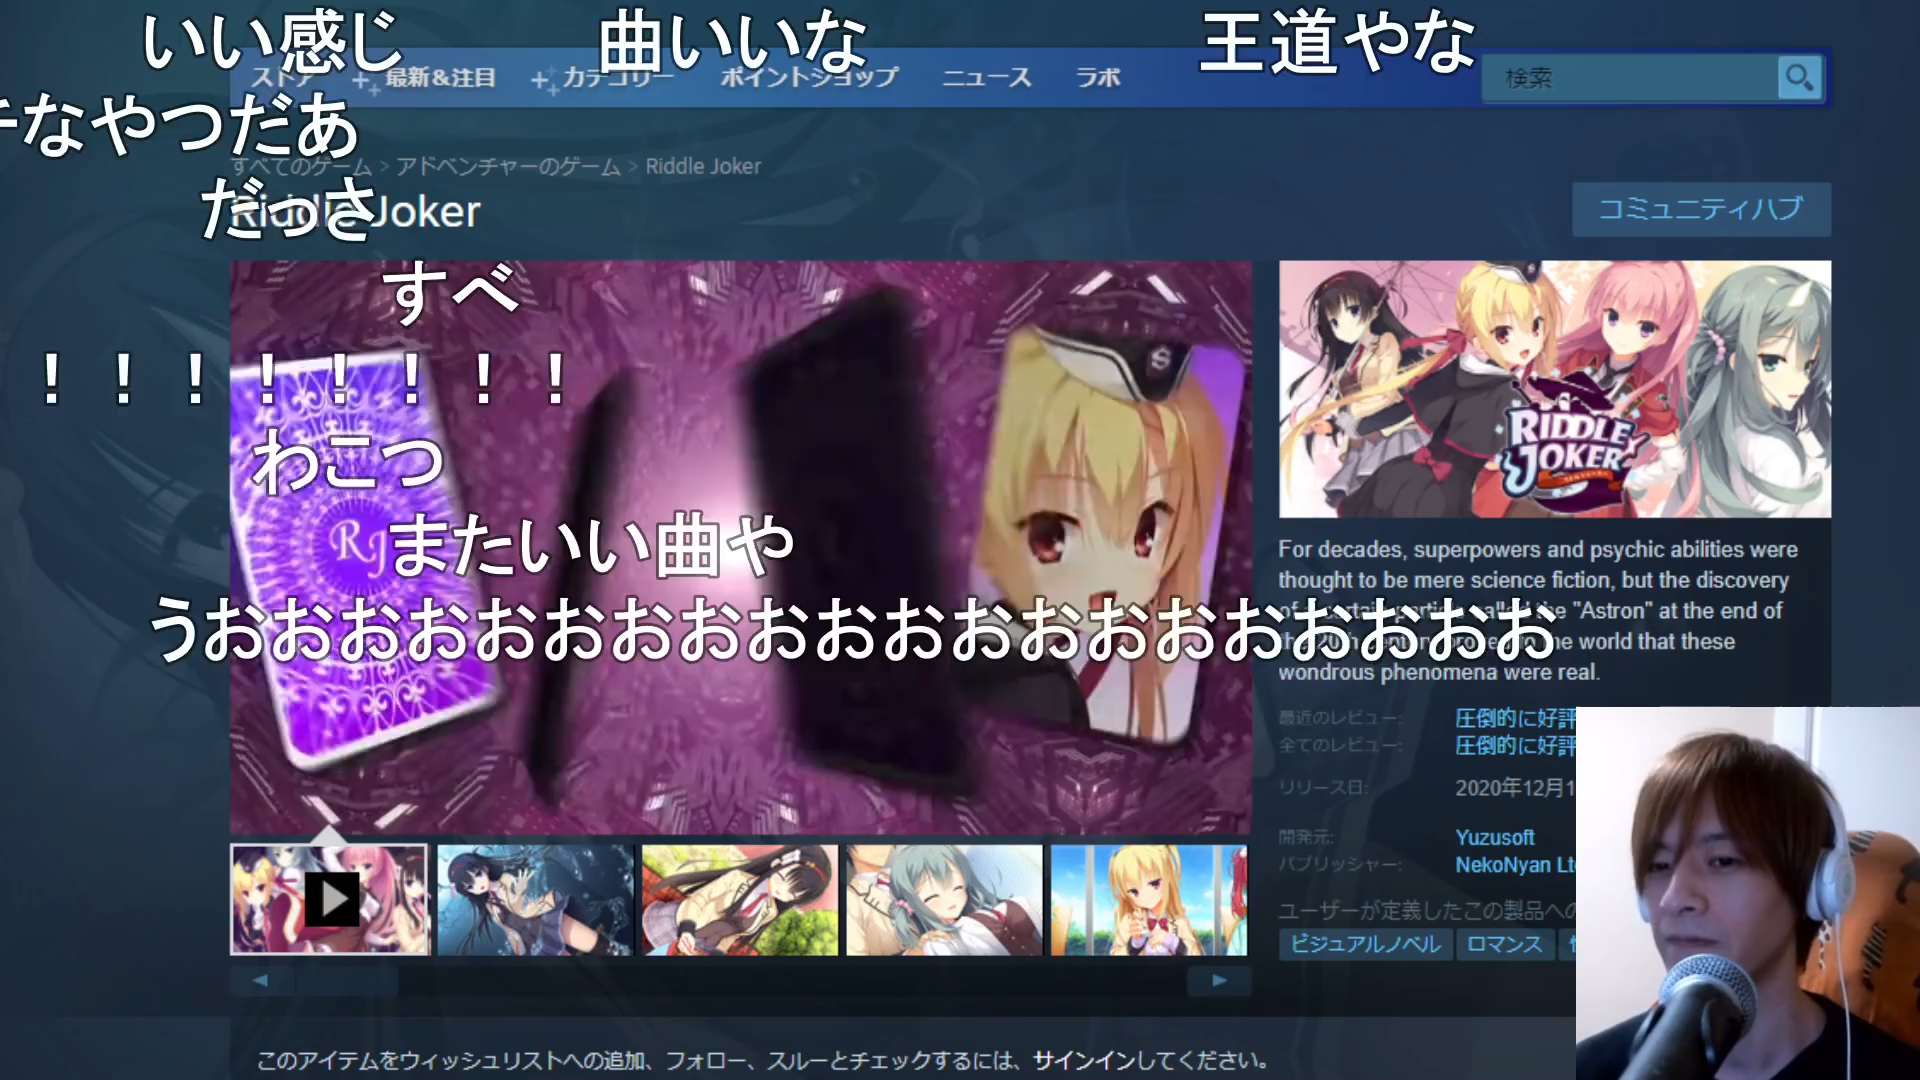 いい感じ
曲いいな
王道やな
ストア
最新&注目
カテゴリー
ポイントショップ
ニュース
ラボ
検索
なやつだあ
すべてのゲーム > アドベンチャーのゲーム > Riddle Joker
だっさ
Riddle Joker
コミュニティハブ
すべ
！！！！！！！！
わこつ
RJ
またいい曲や
うおおおおおおおおおおおおおおおおおおお
S
RIDDLE
JOKER
For decades, superpowers and psychic abilities were
thought to be mere science fiction, but the discovery
of a certain particle called the "Astron" at the end of
the 20th century proved to the world that these
wondrous phenomena were real.
最近のレビュー: 圧倒的に好評
全てのレビュー: 圧倒的に好評
リリース日: 2020年12月1
開発元: Yuzusoft
パブリッシャー: NekoNyan Lt
ユーザーが定義したこの製品への
ビジュアルノベル
ロマンス
このアイテムをウィッシュリストへの追加、フォロー、スルーとチェックするには、サインインしてください。